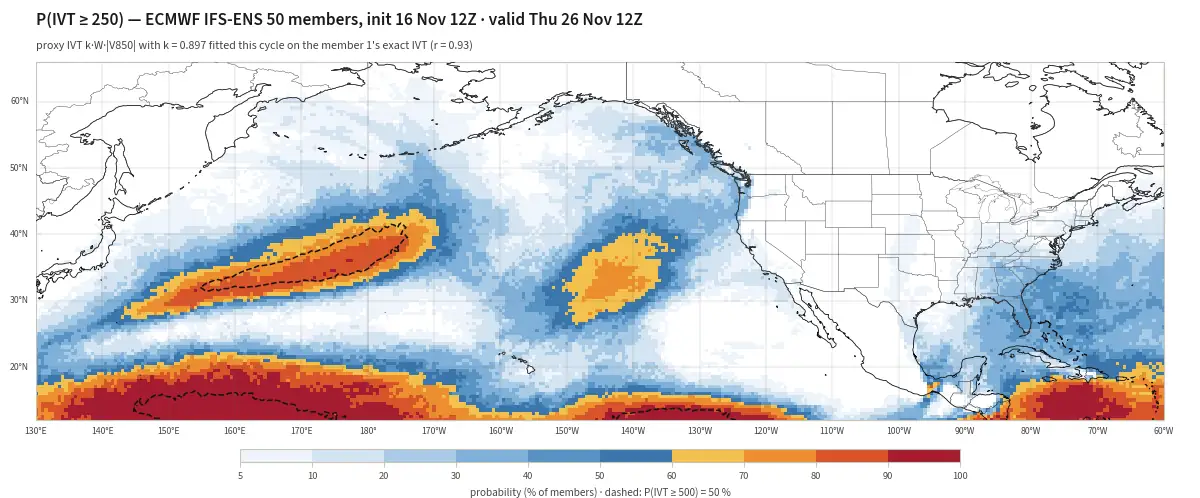 P(IVT ≥ 250) — ECMWF IFS-ENS 50 members, init 16 Nov 12Z · valid Thu 26 Nov 12Z
proxy IVT k·W·|V850| with k = 0.897 fitted this cycle on the member 1's exact IVT (r = 0.93)
60°N
50°N
40°N
30°N
20°N
130°E 140°E 150°E 160°E 170°E 180° 170°W 160°W 150°W 140°W 130°W 120°W 110°W 100°W 90°W 80°W 70°W 60°W
5 10 20 30 40 50 60 70 80 90 100
probability (% of members) · dashed: P(IVT ≥ 500) = 50 %